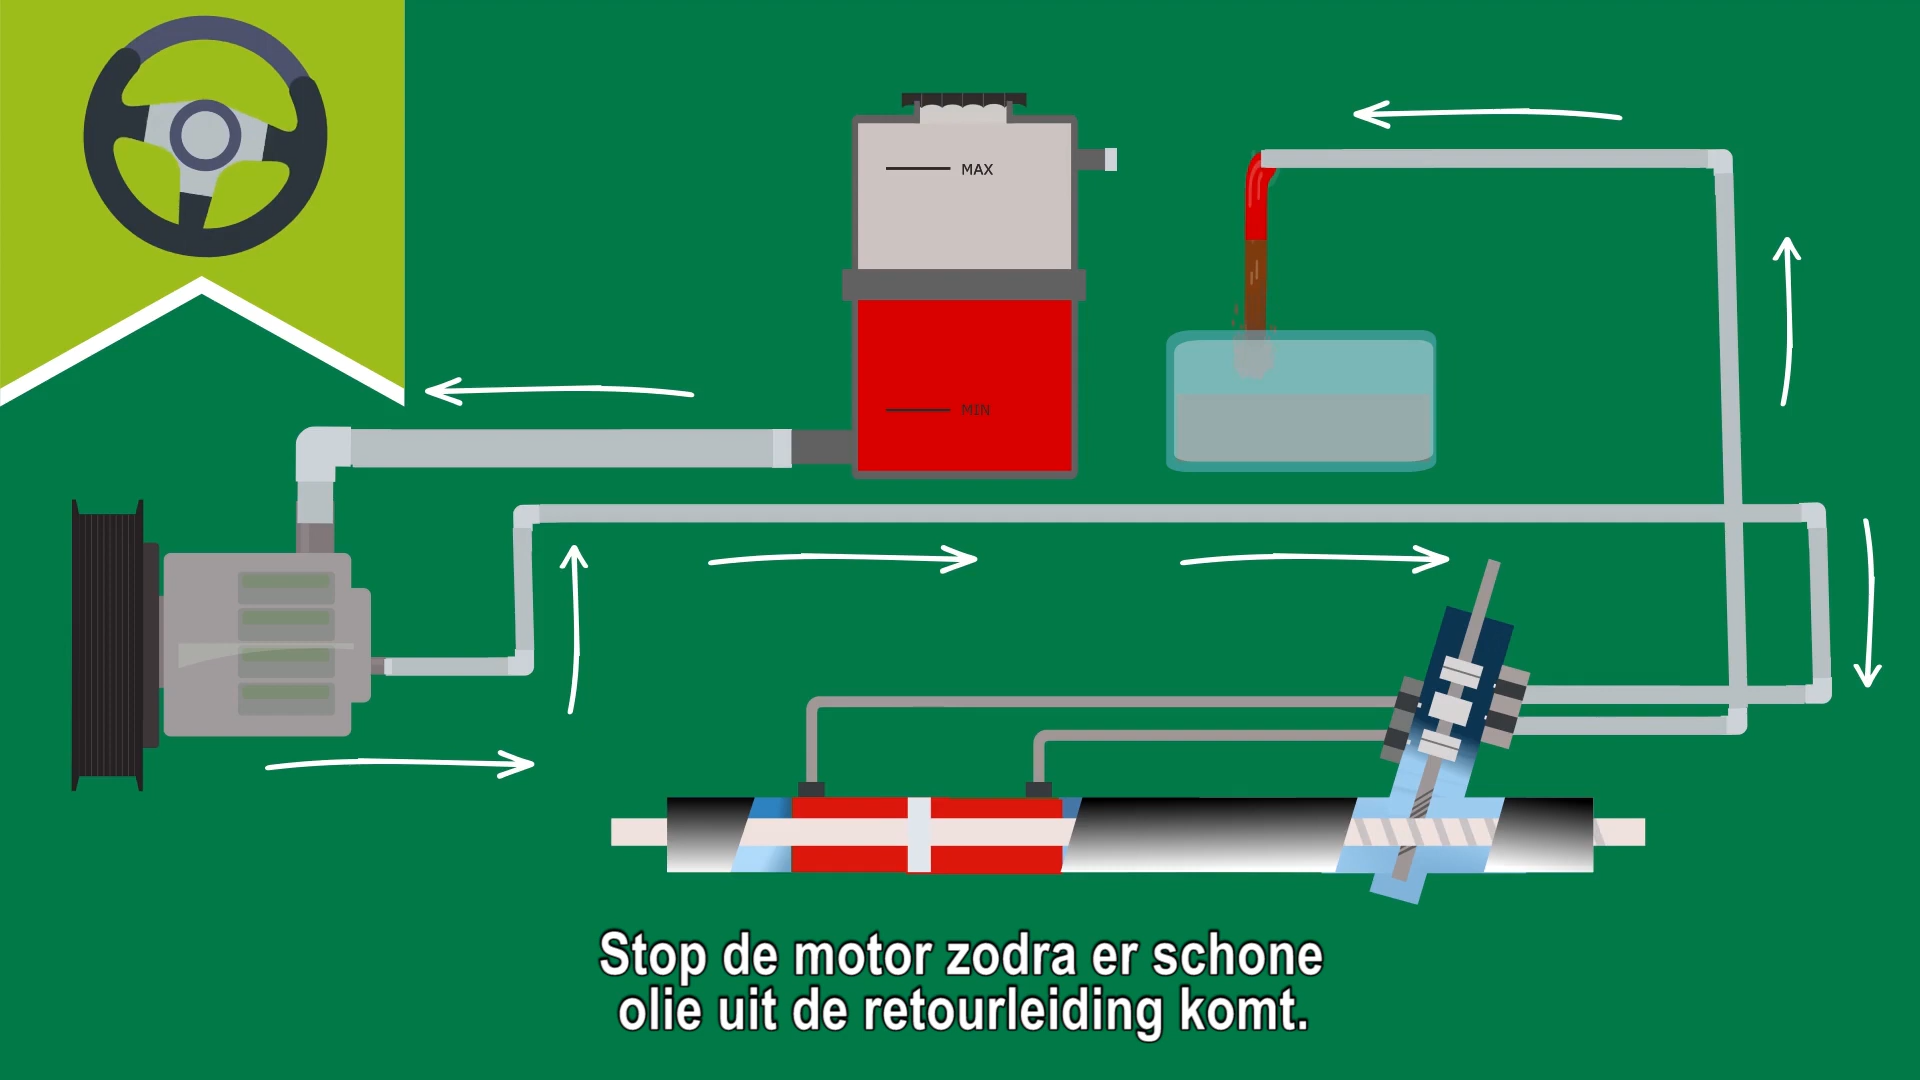 MAX
MIN
Stop de motor zodra er schone
olie uit de retourleiding komt.